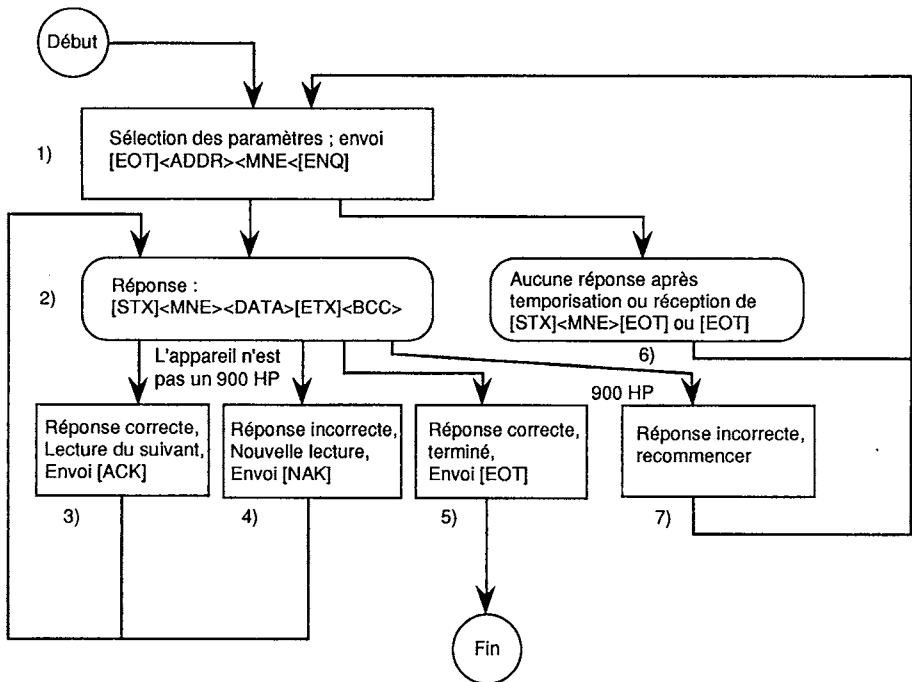 Début
1)
Sélection des paramètres ; envoi
[EOT]<ADDR><MNE<[ENQ]
2)
Réponse :
[STX]<MNE><DATA>[ETX]<BCC>
Aucune réponse après
temporisation ou réception de
[STX]<MNE>[EOT] ou [EOT]
6)
L'appareil n'est
pas un 900 HP
900 HP
Réponse correcte,
Lecture du suivant,
Envoi [ACK]
3)
Réponse incorrecte,
Nouvelle lecture,
Envoi [NAK]
4)
Réponse correcte,
terminé,
Envoi [EOT]
5)
Réponse incorrecte,
recommencer
7)
Fin